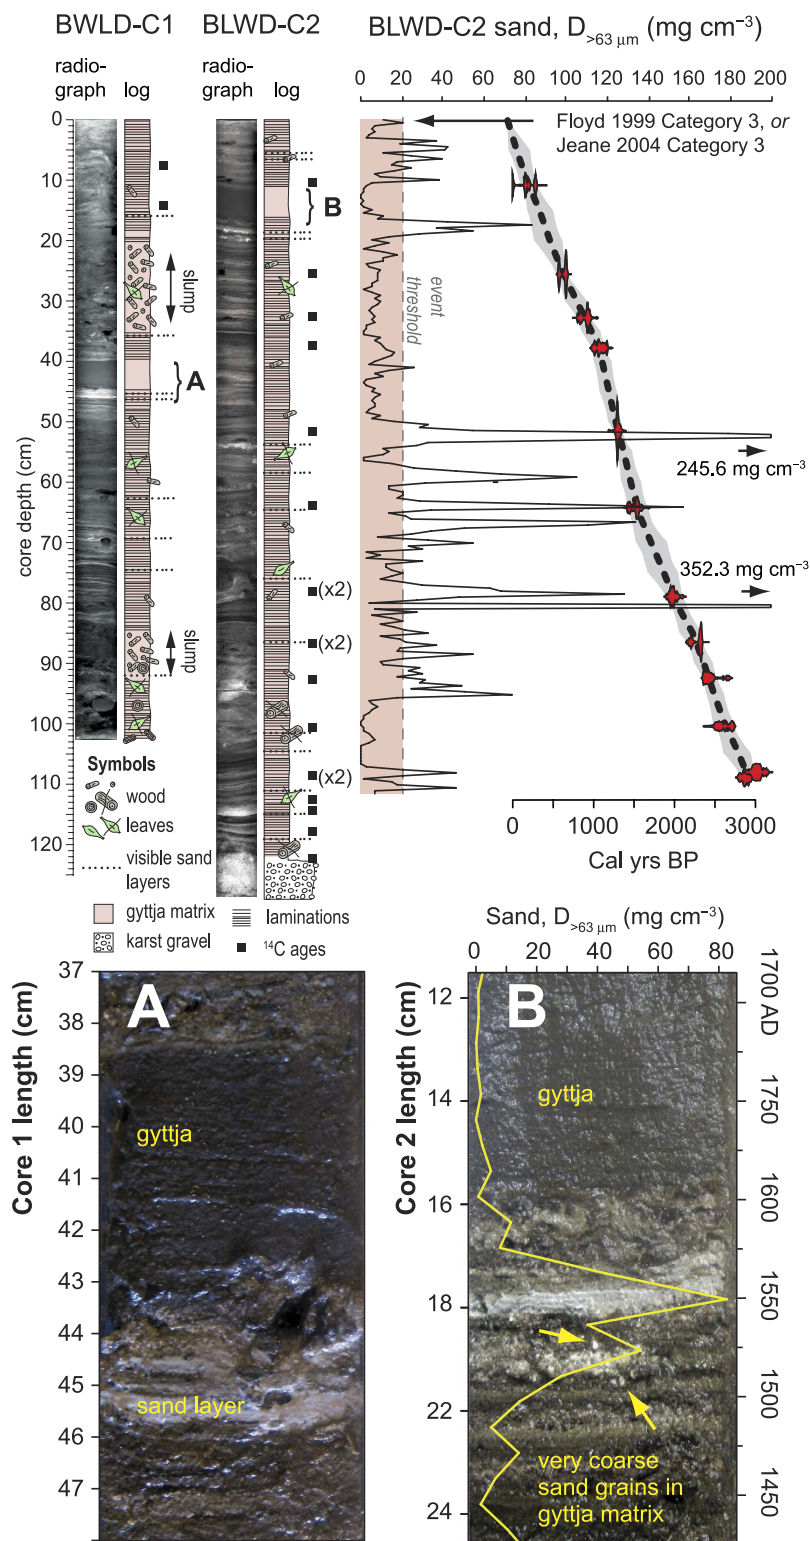 BWLD-C1
BLWD-C2
BLWD-C2 sand, D>63 μm (mg cm−3)
radio-
graph
log
radio-
graph
log
0 20 40 60 80 100 120 140 160 180 200
Floyd 1999 Category 3, or
Jeane 2004 Category 3
core depth (cm)
0
10
20
30
40
50
60
70
80
90
100
110
120
slump
A
slump
B
(x2)
(x2)
(x2)
event
threshold
245.6 mg cm−3
352.3 mg cm−3
0 1000 2000 3000
Cal yrs BP
Symbols
wood
leaves
visible sand
layers
gyttja matrix
laminations
karst gravel
14C ages
Core 1 length (cm)
37
38
39
40
41
42
43
44
45
46
47
A
gyttja
sand layer
Sand, D>63 μm (mg cm−3)
0 20 40 60 80
Core 2 length (cm)
12
14
16
18
22
24
B
gyttja
very coarse
sand grains in
gyttja matrix
1700 AD
1750
1600
1550
1500
1450